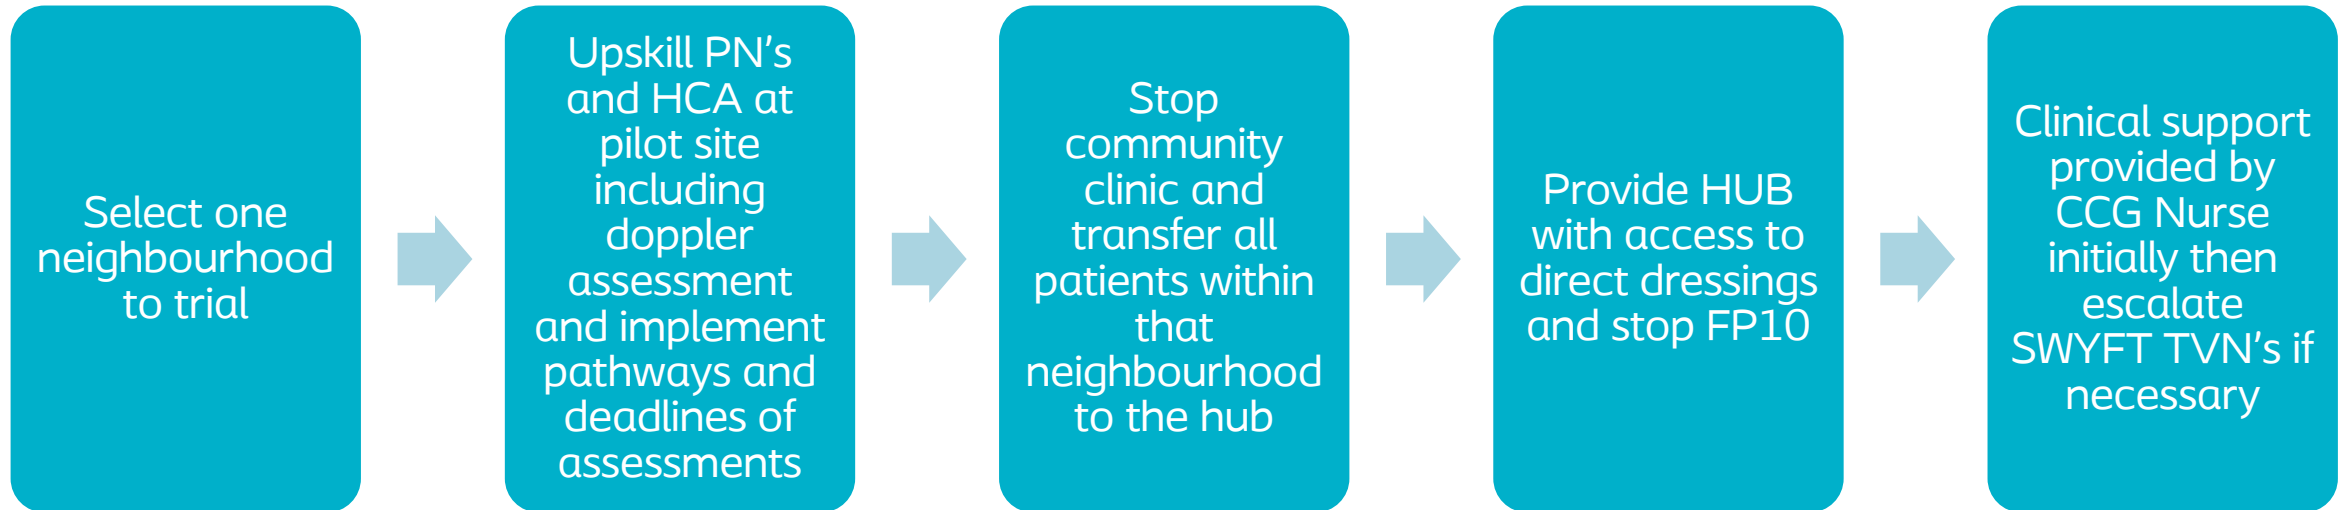 Select one
neighbourhood
to trial
Upskill PN's
and HCA at
pilot site
including
doppler
assessment
and implement
pathways and
deadlines of
assessments
Stop
community
clinic and
transfer all
patients within
that
neighbourhood
to the hub
Provide HUB
with access to
direct dressings
and stop FP10
Clinical support
provided by
CCG Nurse
initially then
escalate
SWYFT TVN's if
necessary